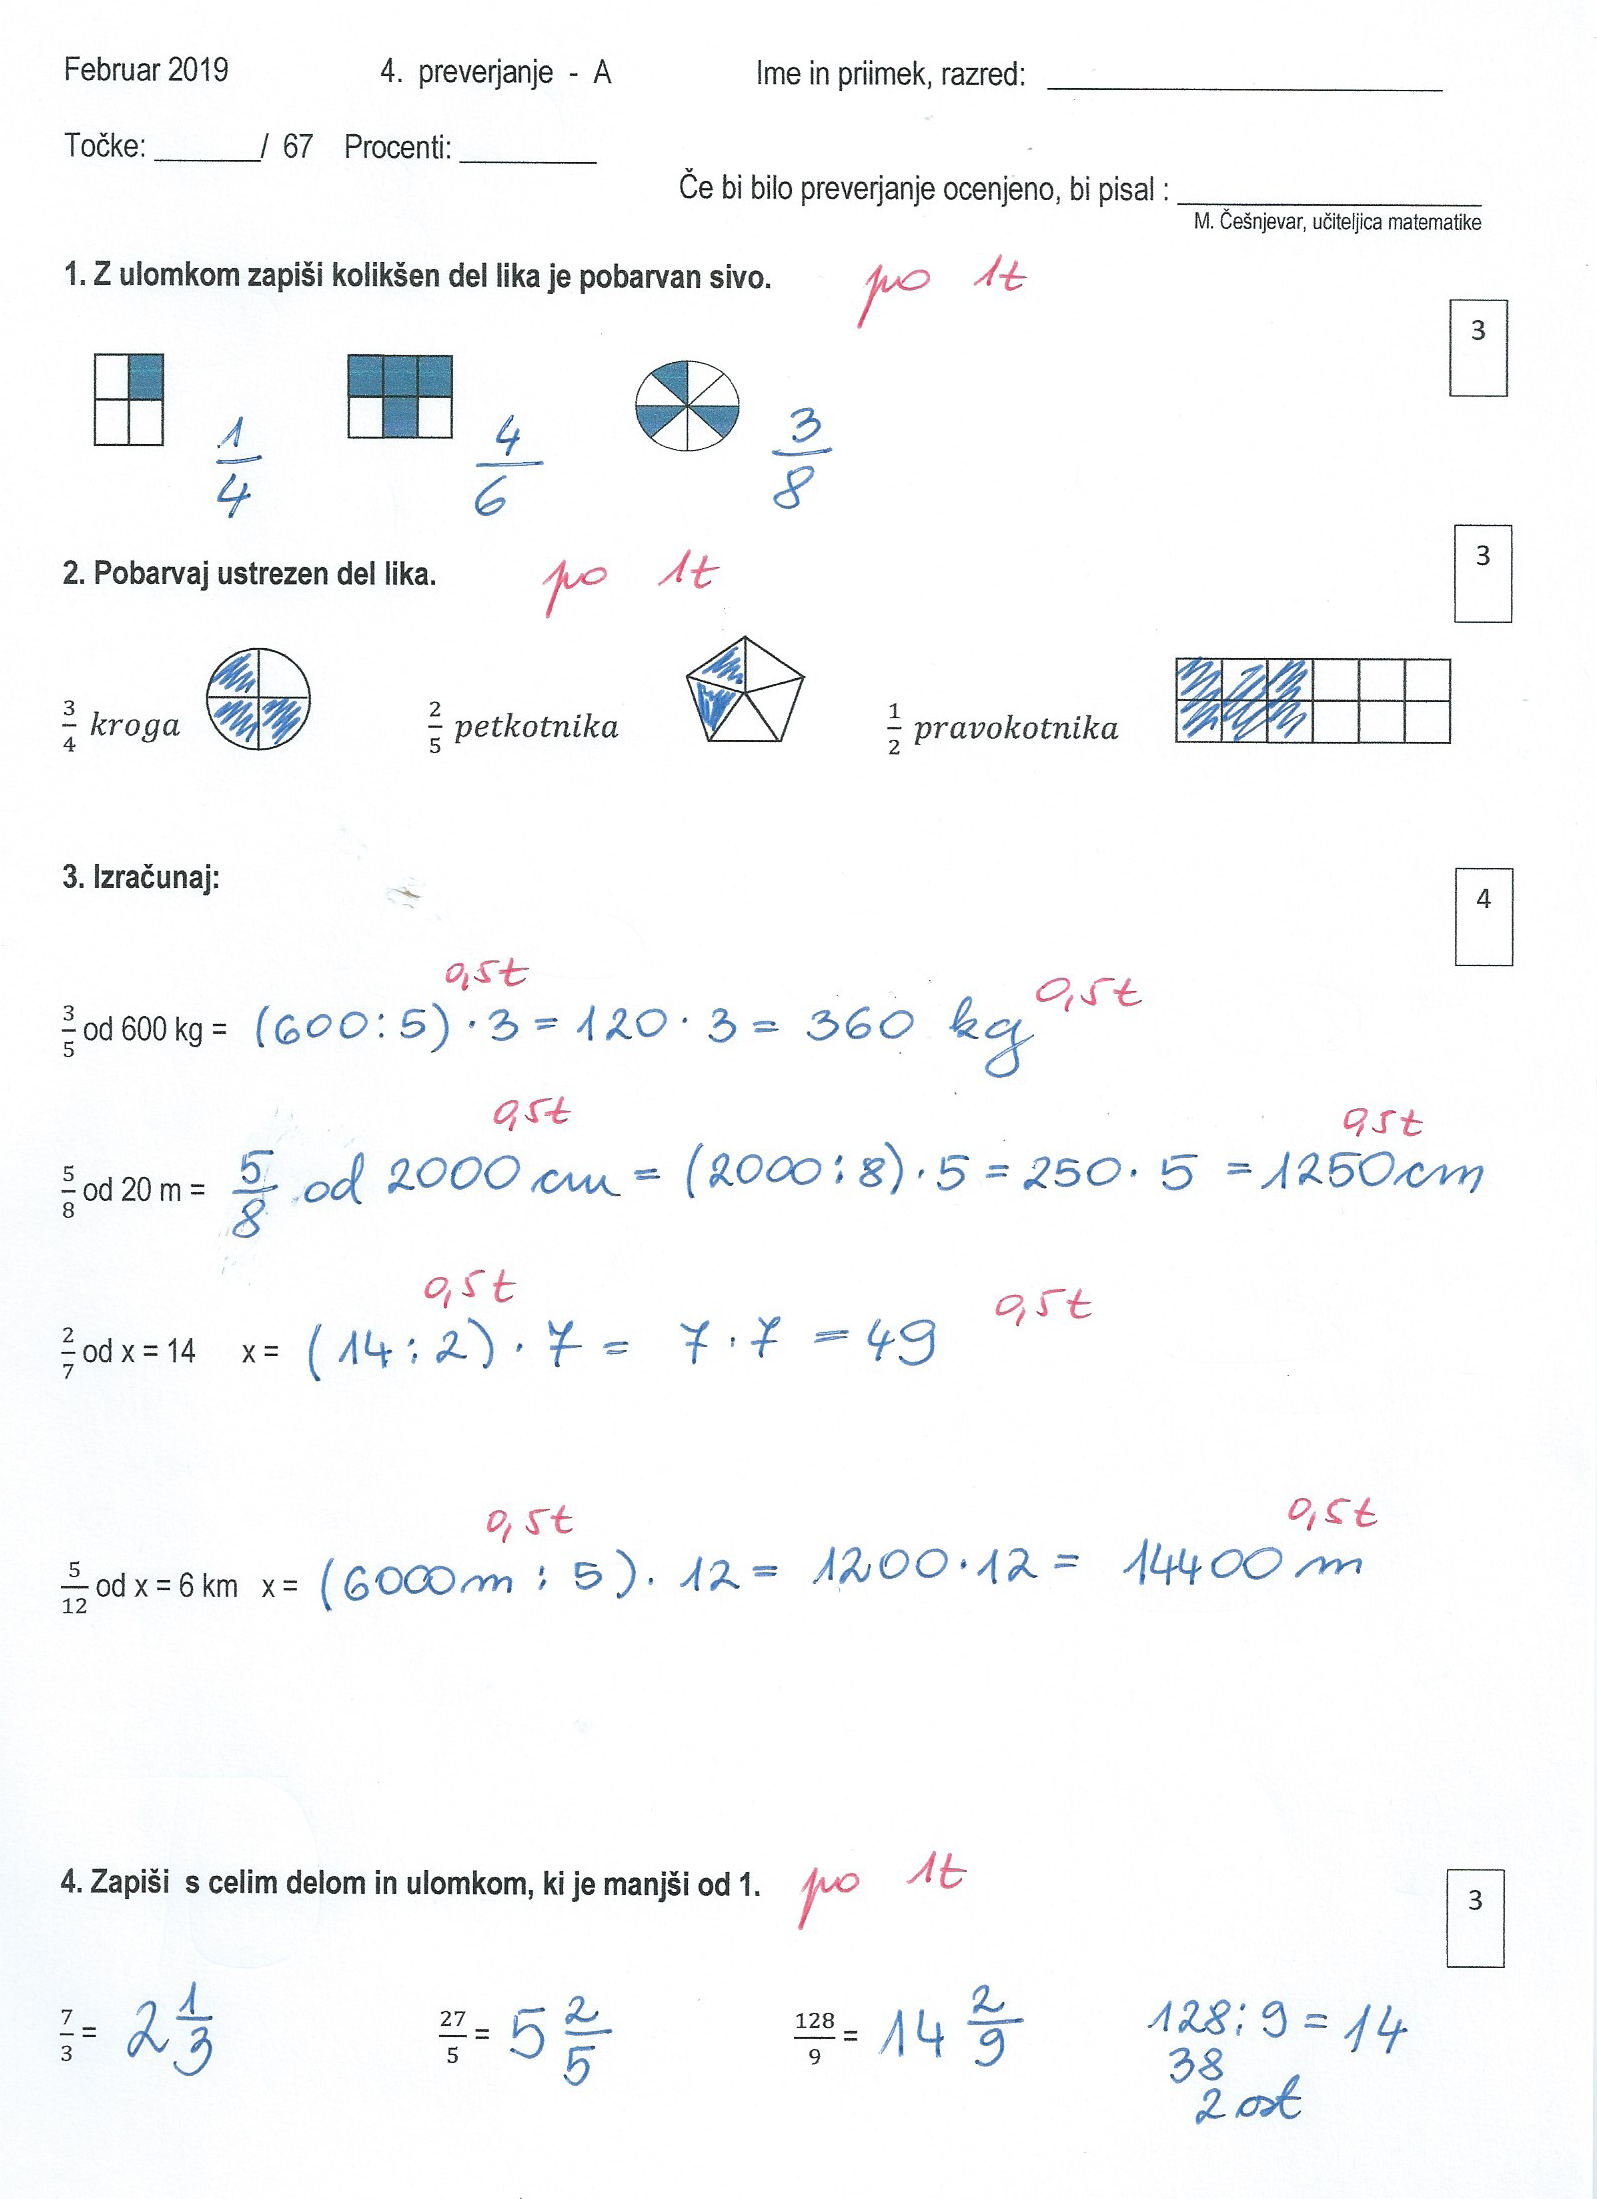 Februar 2019 4. preverjanje - A Ime in priimek, razred: ____________
Točke: ______/ 67 Procenti: ________
Če bi bilo preverjanje ocenjeno, bi pisal : ____________
M. Češnjevar, učiteljica matematike
1. Z ulomkom zapiši kolikšen del lika je pobarvan sivo. po 1t
3
1/4 4/6 3/8
2. Pobarvaj ustrezen del lika. po 1t
3
3/4 kroga 2/5 petkotnika 1/2 pravokotnika
3. Izračunaj:
4
0,5t 0,5t
3/5 od 600 kg = (600:5)·3 = 120·3 = 360 kg
0,5t 0,5t
5/8 od 20 m = 5/8 od 2000 cm = (2000:8)·5 = 250·5 = 1250 cm
0,5t 0,5t
2/7 od x = 14 x = (14:2)·7 = 7·7 = 49
0,5t 0,5t
5/12 od x = 6 km x = (6000m:5)·12 = 1200·12 = 14400 m
4. Zapiši s celim delom in ulomkom, ki je manjši od 1. po 1t
3
7/3 = 2 1/3 27/5 = 5 2/5 128/9 = 14 2/9 128:9 = 14
38
2 ost